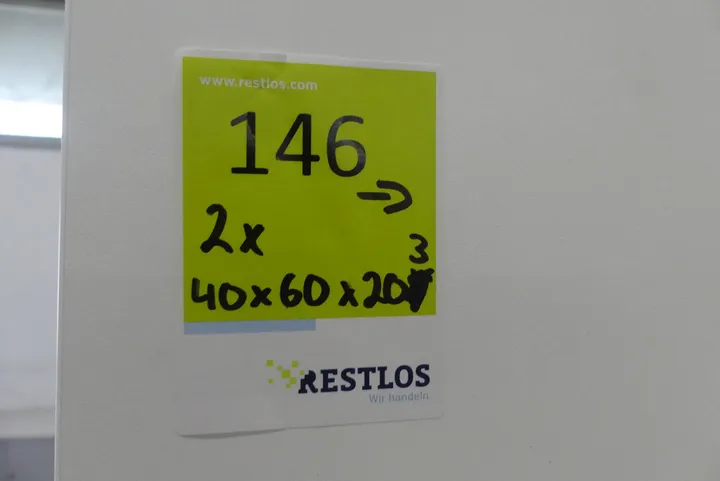 www.restlos.com
146
→
2x
3
40x60x20
RESTLOS
Wir handeln.